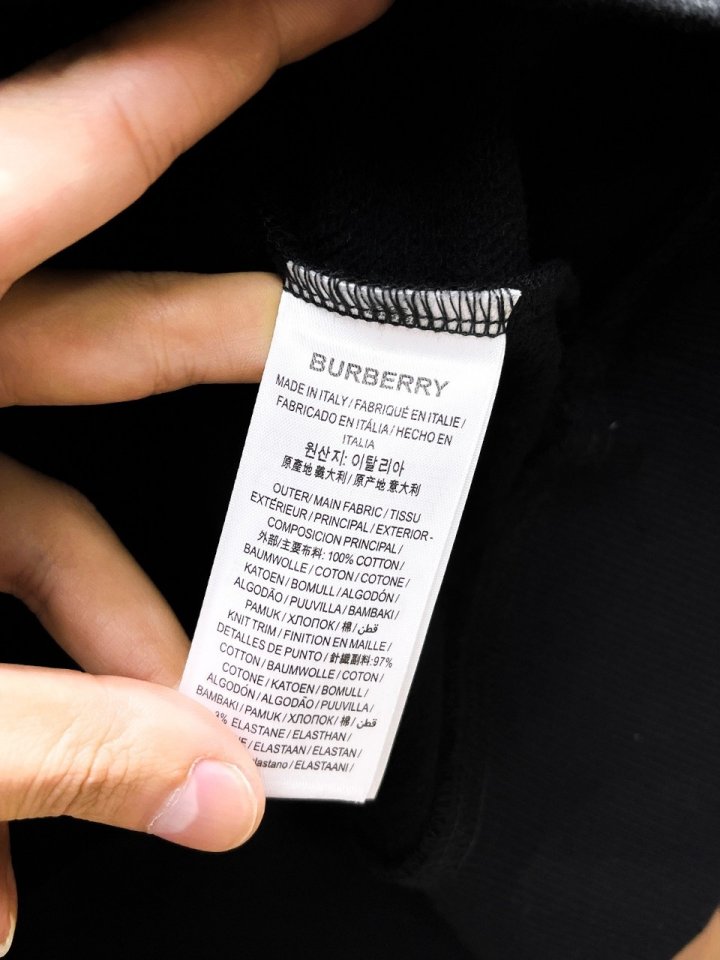 BURBERRY
MADE IN ITALY / FABRIQUÉ EN ITALIE /
FABRICADO EN ITÁLIA / HECHO EN
ITALIA
원산지: 이탈리아
原產地 義大利 / 原产地 意大利
OUTER / MAIN FABRIC / TISSU
EXTÉRIEUR / PRINCIPAL / EXTERIOR -
COMPOSICION PRINCIPAL /
外部/主要布料: 100% COTTON /
BAUMWOLLE / COTON / COTONE /
KATOEN / BOMULL / ALGODÓN /
ALGODÃO / PUUVILLA / BAMBAKI /
PAMUK / ХЛОПОК / 棉 / قطن /
KNIT TRIM / FINITION EN MAILLE /
DETALLES DE PUNTO / 針織副料: 97%
COTTON / BAUMWOLLE / COTON /
COTONE / KATOEN / BOMULL /
ALGODÓN / ALGODÃO / PUUVILLA /
BAMBAKI / PAMUK / ХЛОПОК / 棉 / قطن /
3% ELASTANE / ELASTHAN /
/ ELASTAAN / ELASTAN /
elastano / ELASTAANI /